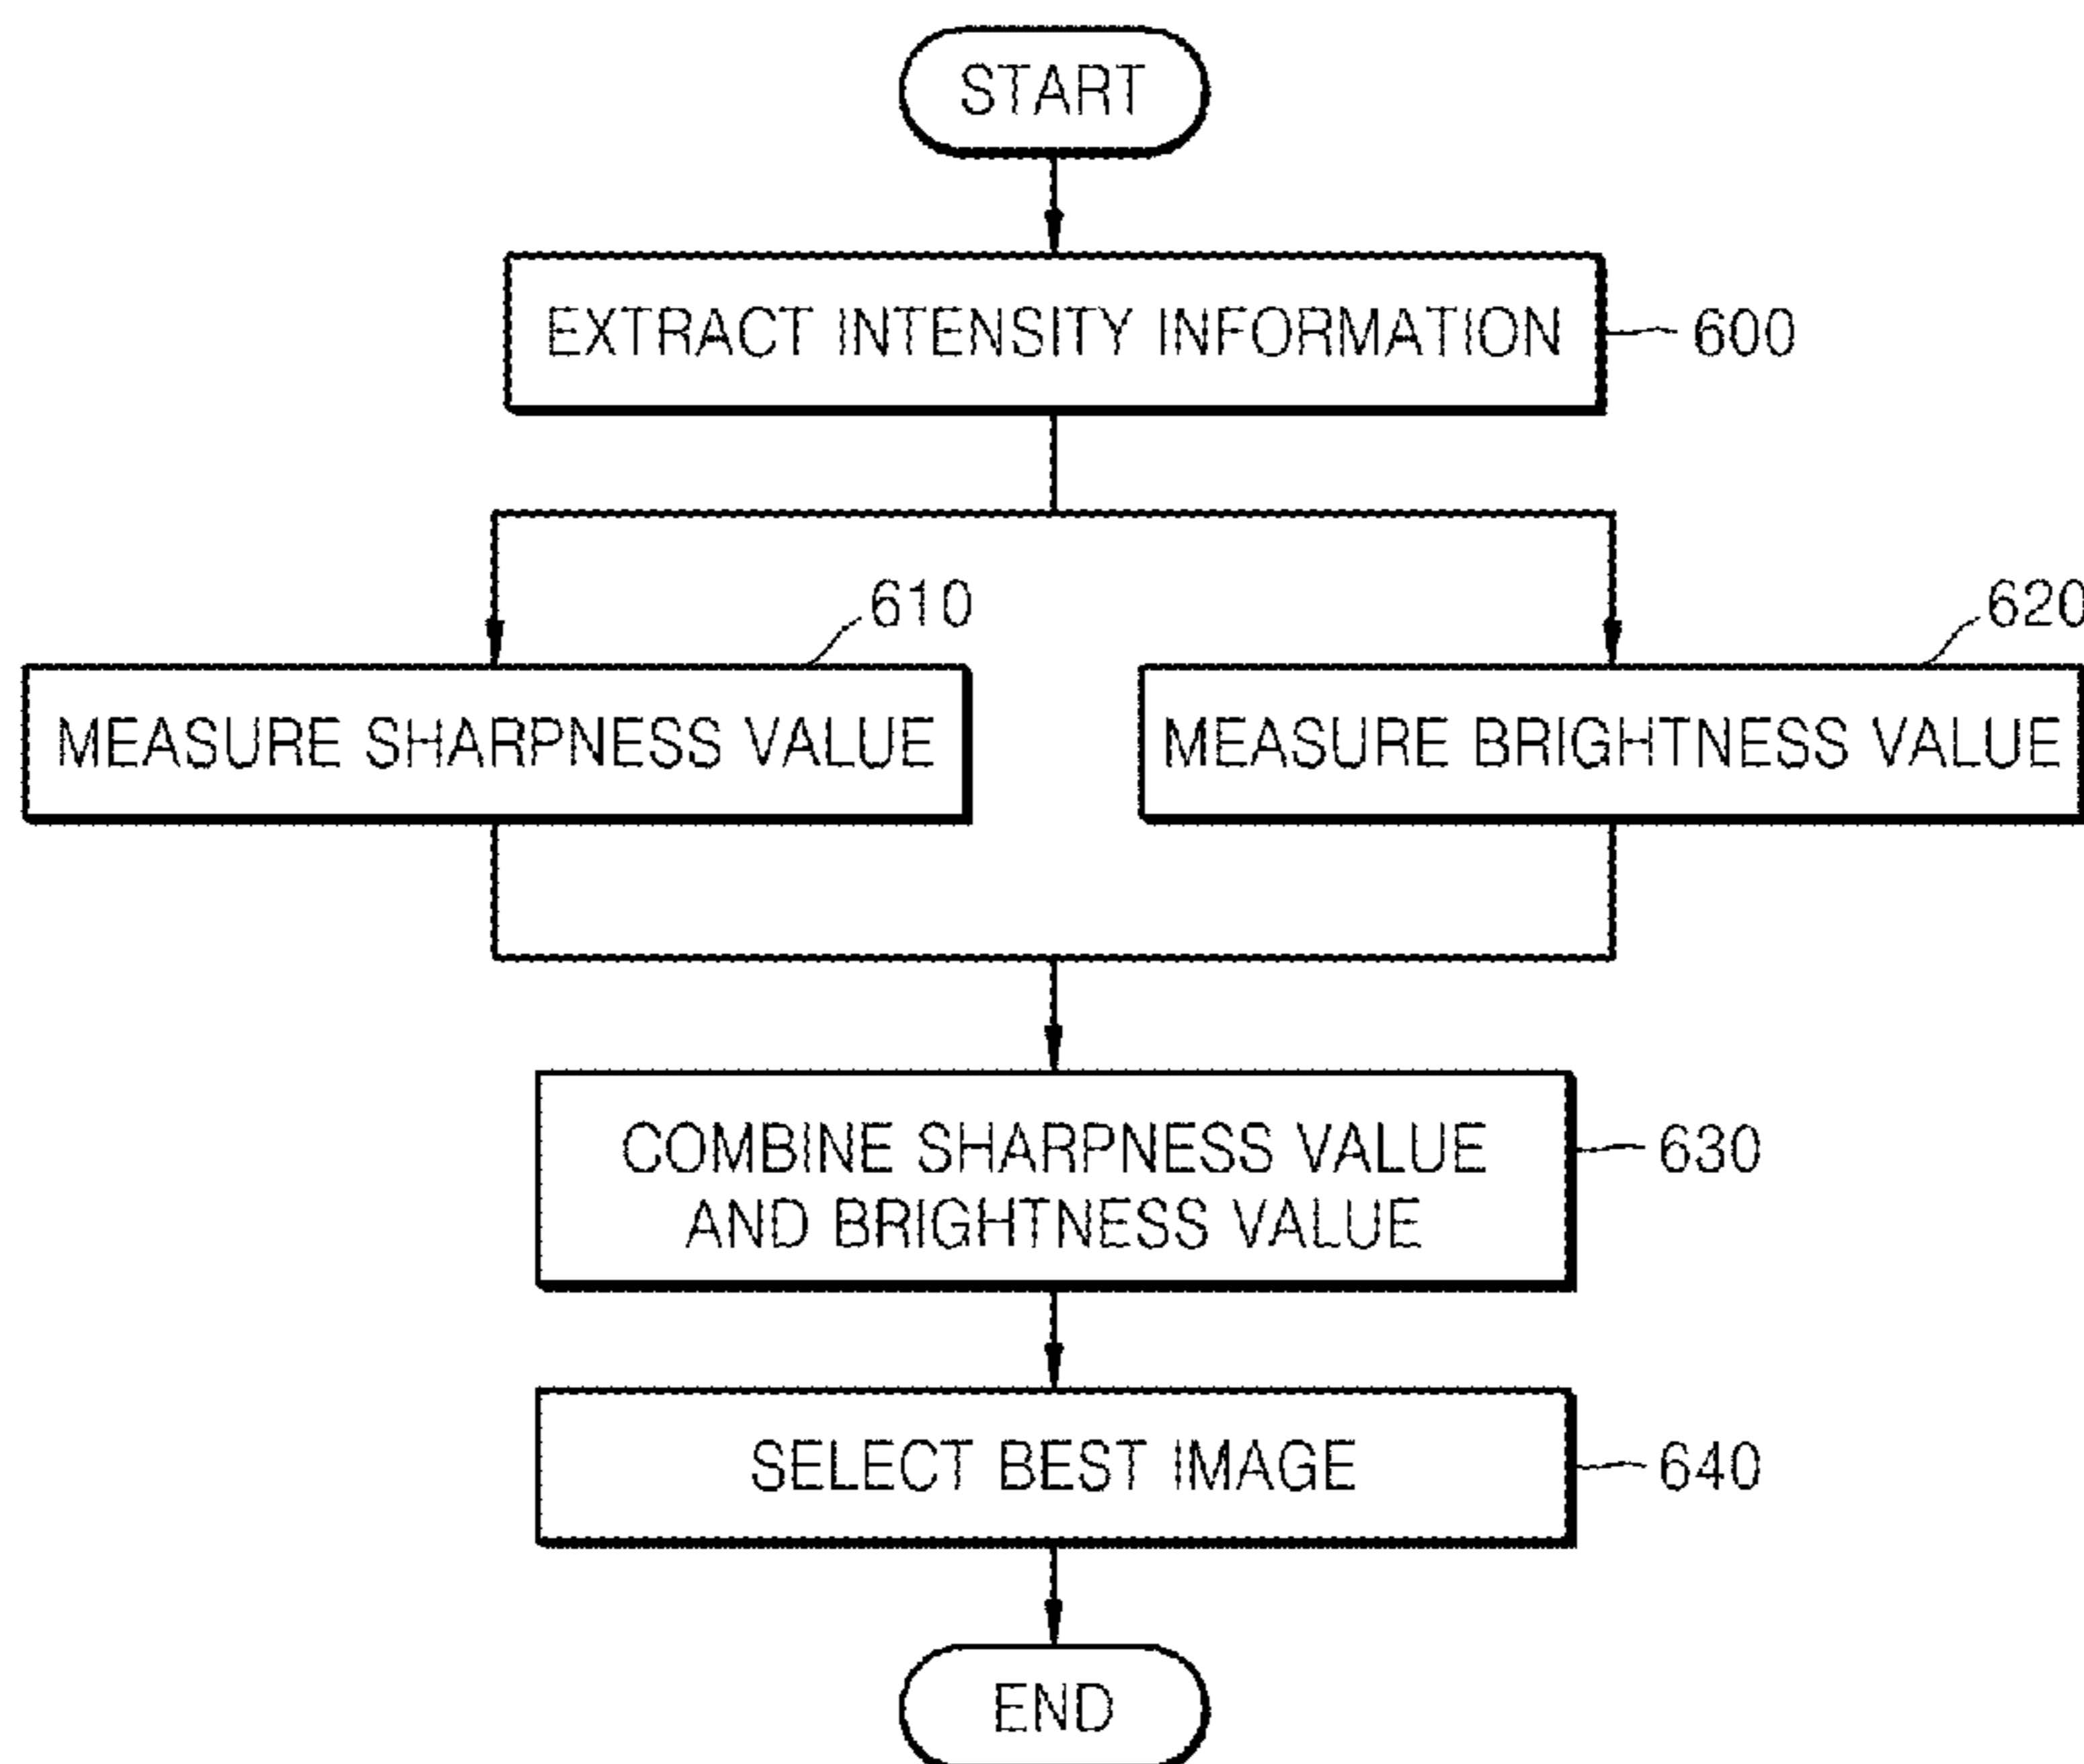 START
EXTRACT INTENSITY INFORMATION
600
610
620
MEASURE SHARPNESS VALUE
MEASURE BRIGHTNESS VALUE
COMBINE SHARPNESS VALUE
AND BRIGHTNESS VALUE
630
SELECT BEST IMAGE
640
END